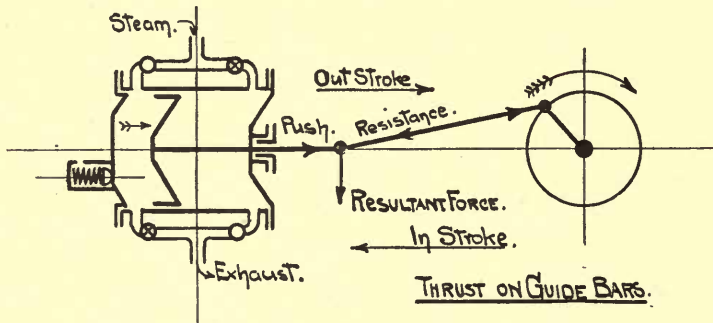 Steam.
Out Stroke
Push.
Resistance.
Resultant Force.
In Stroke.
Exhaust.
Thrust on Guide Bars.